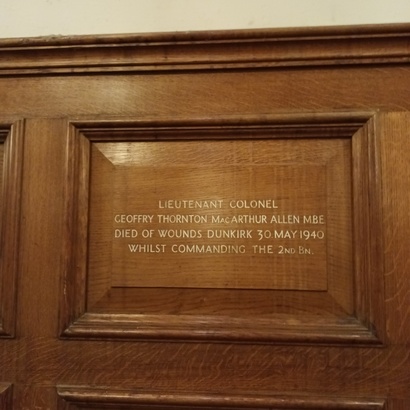 LIEUTENANT COLONEL
GEOFFRY THORNTON MACARTHUR ALLEN MBE
DIED OF WOUNDS DUNKIRK 30 MAY 1940
WHILST COMMANDING THE 2ND BN.